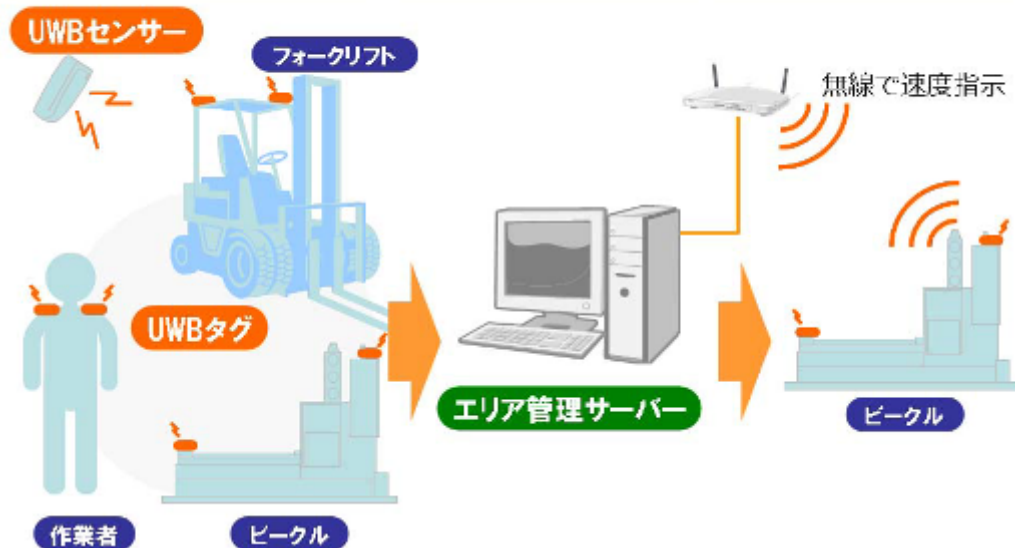 UWBセンサー
フォークリフト
無線で速度指示
UWBタグ
エリア管理サーバー
ビークル
作業者
ビークル